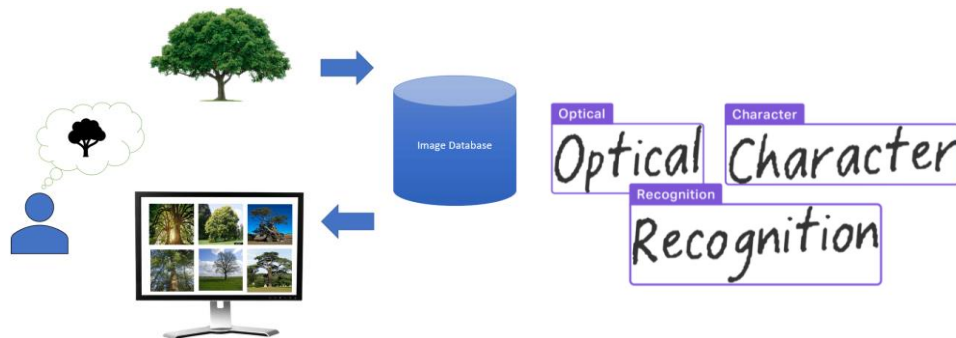 Image Database
Optical
Optical
Character
Character
Recognition
Recognition